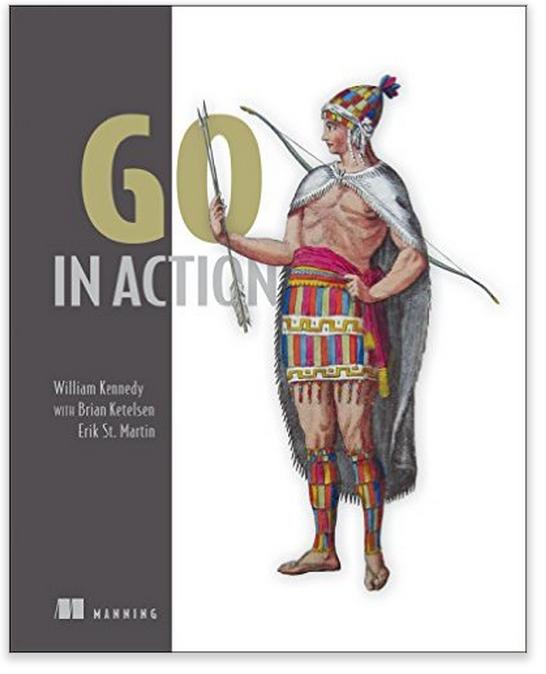 GO
IN ACTION
William Kennedy
WITH Brian Ketelsen
Erik St. Martin
MANNING